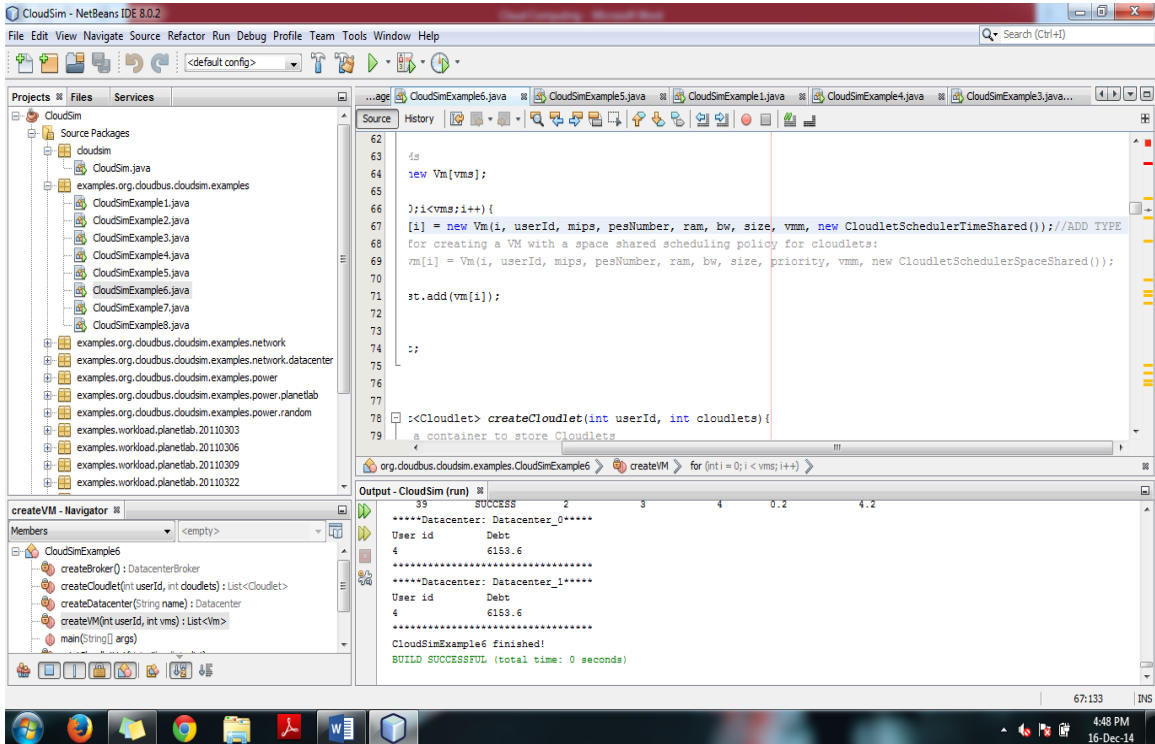 CloudSim - NetBeans IDE 8.0.2
File Edit View Navigate Source Refactor Run Debug Profile Team Tools Window Help
Search (Ctrl+I)
<default config>
Projects Files Services
CloudSim
Source Packages
cloudsim
CloudSim.java
examples.org.cloudbus.cloudsim.examples
CloudSimExample1.java
CloudSimExample2.java
CloudSimExample3.java
CloudSimExample4.java
CloudSimExample5.java
CloudSimExample6.java
CloudSimExample7.java
CloudSimExample8.java
examples.org.cloudbus.cloudsim.examples.network
examples.org.cloudbus.cloudsim.examples.network.datacenter
examples.org.cloudbus.cloudsim.examples.power
examples.org.cloudbus.cloudsim.examples.power.planetlab
examples.org.cloudbus.cloudsim.examples.power.random
examples.workload.planetlab.20110303
examples.workload.planetlab.20110306
examples.workload.planetlab.20110309
examples.workload.planetlab.20110322
createVM - Navigator
Members <empty>
CloudSimExample6
createBroker() : DatacenterBroker
createCloudlet(int userId, int cloudlets) : List<Cloudlet>
createDatacenter(String name) : Datacenter
createVM(int userId, int vms) : List<Vm>
main(String[] args)
...age CloudSimExample6.java CloudSimExample5.java CloudSimExample1.java CloudSimExample4.java CloudSimExample3.java...
Source History
62
63
64 new Vm[vms];
65
66 );i<vms;i++){
67 [i] = new Vm(i, userId, mips, pesNumber, ram, bw, size, vmm, new CloudletSchedulerTimeShared());//ADD TYPE
68 for creating a VM with a space shared scheduling policy for cloudlets:
69 vm[i] = Vm(i, userId, mips, pesNumber, ram, bw, size, priority, vmm, new CloudletSchedulerSpaceShared());
70
71 st.add(vm[i]);
72
73
74 ;
75
76
77
78 <Cloudlet> createCloudlet(int userId, int cloudlets){
79 a container to store Cloudlets
org.cloudbus.cloudsim.examples.CloudSimExample6 createVM for (int i = 0; i < vms; i++)
Output - CloudSim (run)
39 SUCCESS 2 3 4 0.2 4.2
*****Datacenter: Datacenter_0*****
User id Debt
4 6153.6
**********************************
*****Datacenter: Datacenter_1*****
User id Debt
4 6153.6
**********************************
CloudSimExample6 finished!
BUILD SUCCESSFUL (total time: 0 seconds)
67:133 INS
4:48 PM
16-Dec-14